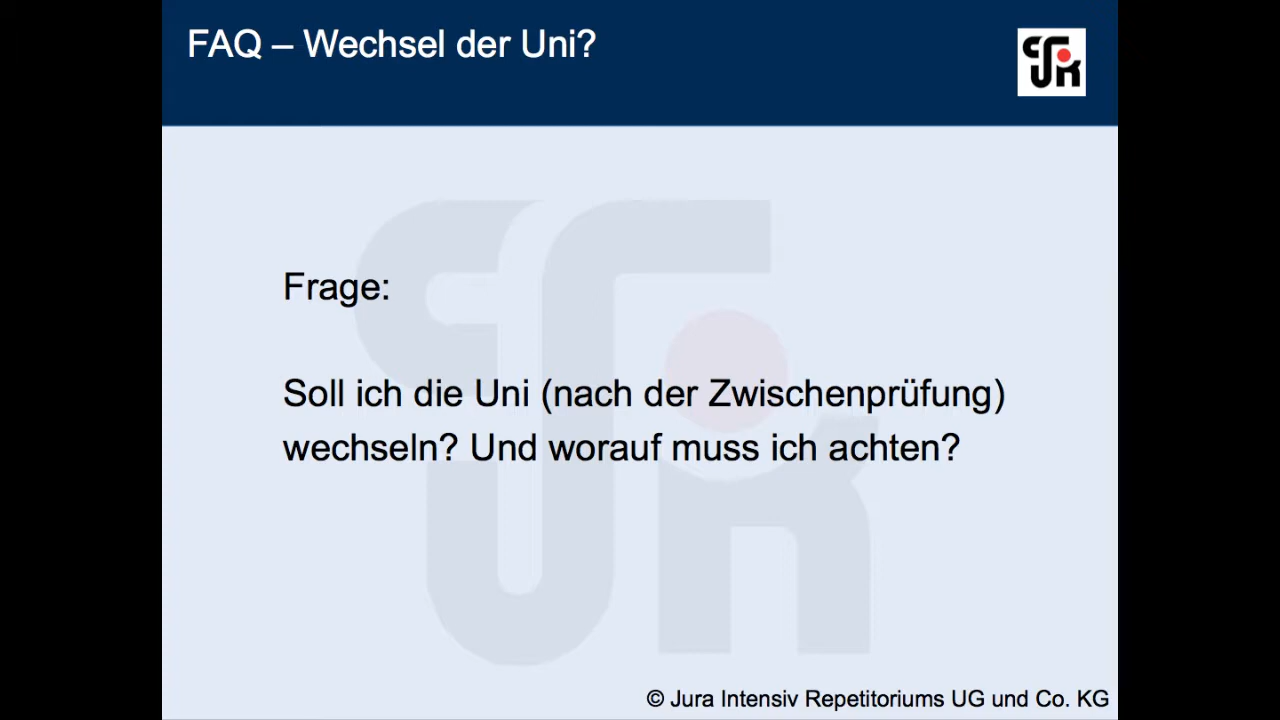 FAQ – Wechsel der Uni?
Frage:
Soll ich die Uni (nach der Zwischenprüfung)
wechseln? Und worauf muss ich achten?
© Jura Intensiv Repetitoriums UG und Co. KG